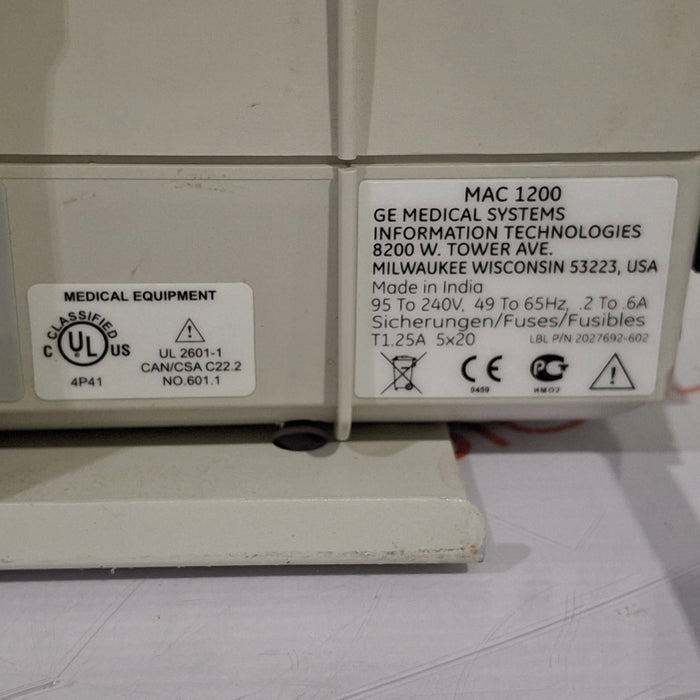 MEDICAL EQUIPMENT
CLASSIFIED
C UL US
®
4P41
UL 2601-1
CAN/CSA C22.2
NO.601.1
MAC 1200
GE MEDICAL SYSTEMS
INFORMATION TECHNOLOGIES
8200 W. TOWER AVE.
MILWAUKEE WISCONSIN 53223, USA
Made in India
95 To 240V, 49 To 65Hz, .2 To .6A
Sicherungen/Fuses/Fusibles
T1.25A 5x20
LBL P/N 2027692-602
CE
0459
PG
ИМ02